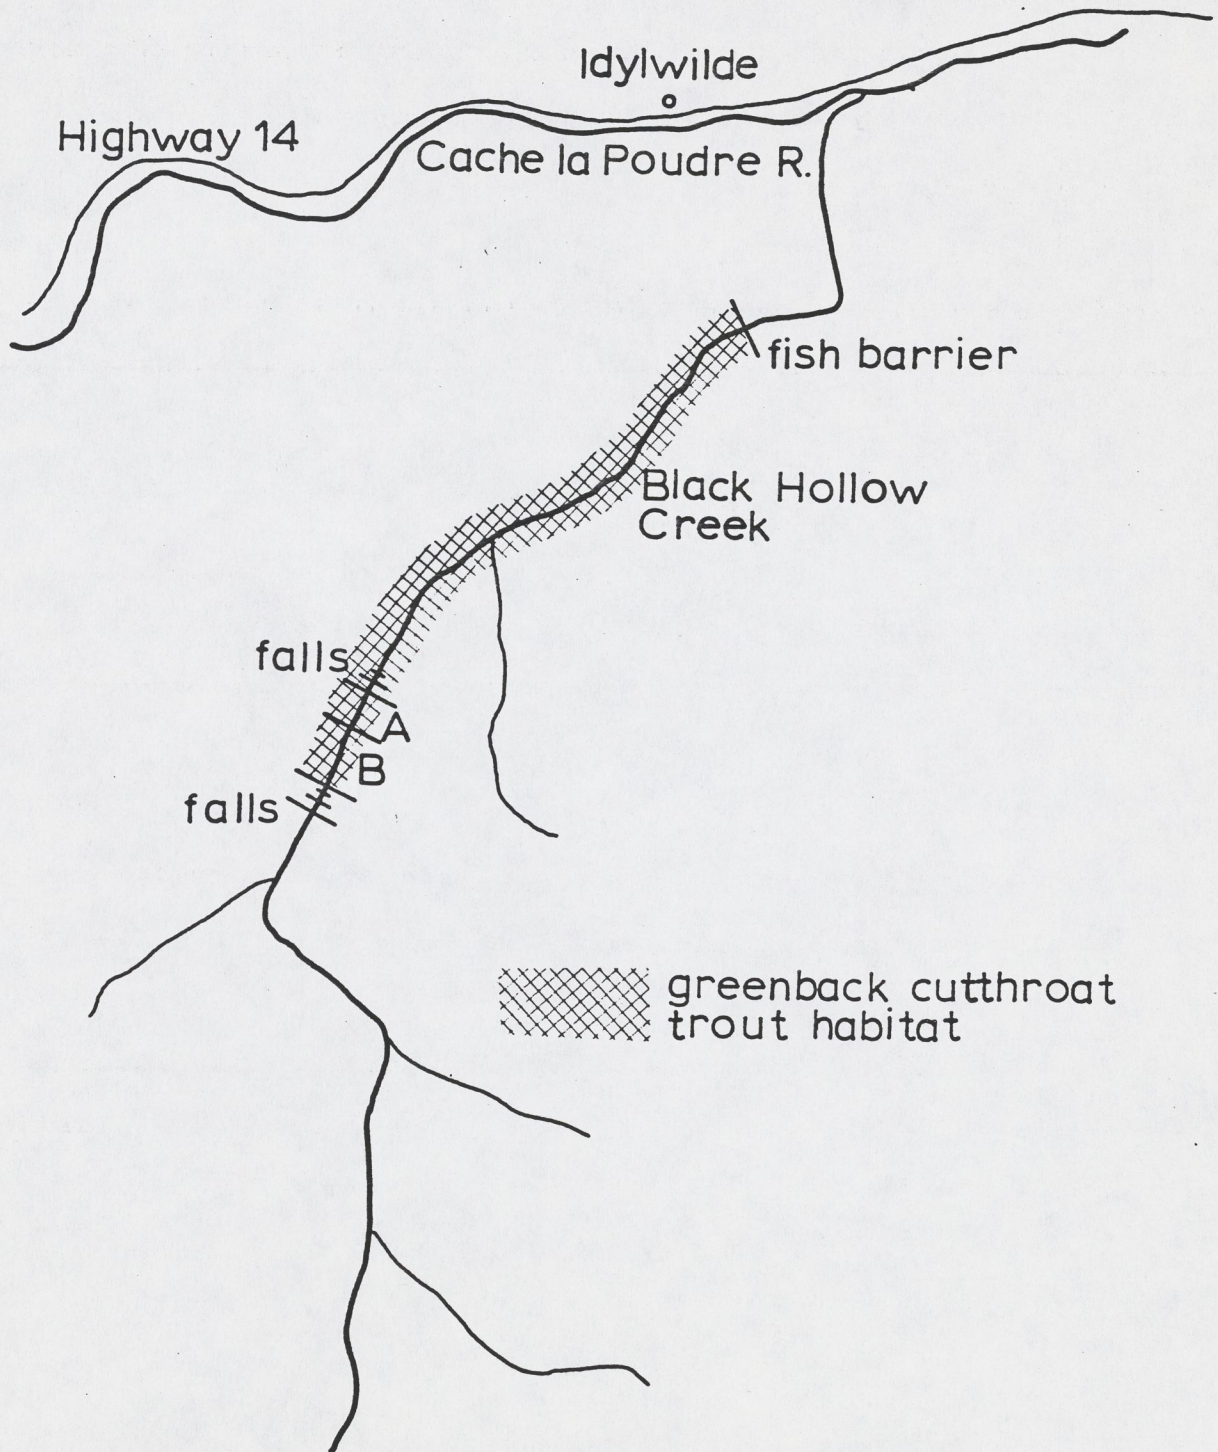 Idylwilde
Highway 14
Cache la Poudre R.
fish barrier
Black Hollow
Creek
falls
A
B
falls
greenback cutthroat
trout habitat